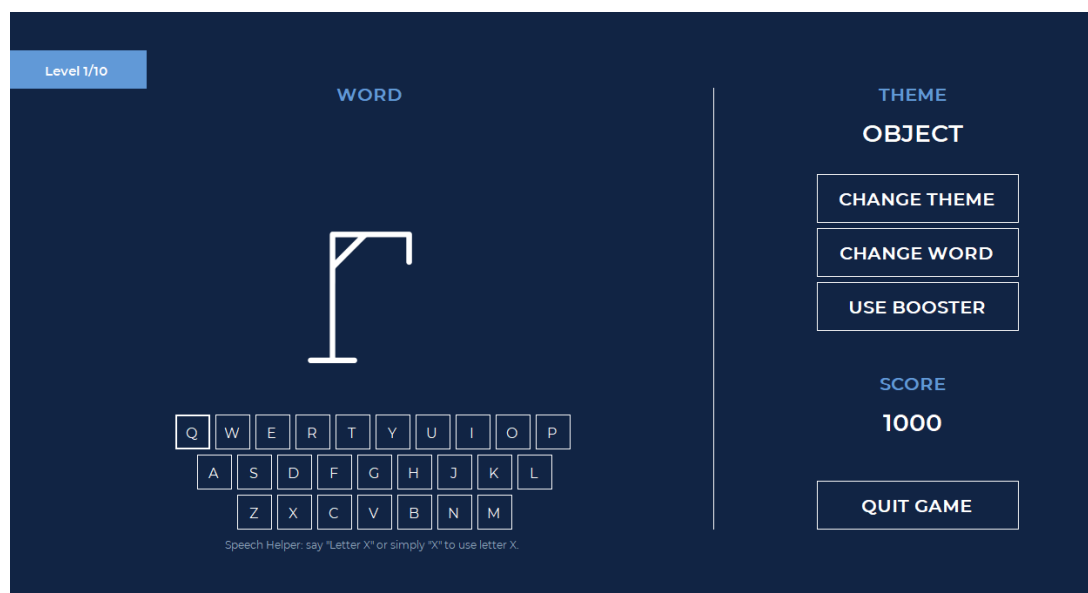 Level 1/10
WORD
Q W E R T Y U I O P
A S D F G H J K L
Z X C V B N M
Speech Helper: say "Letter X" or simply "X" to use letter X.
THEME
OBJECT
CHANGE THEME
CHANGE WORD
USE BOOSTER
SCORE
1000
QUIT GAME